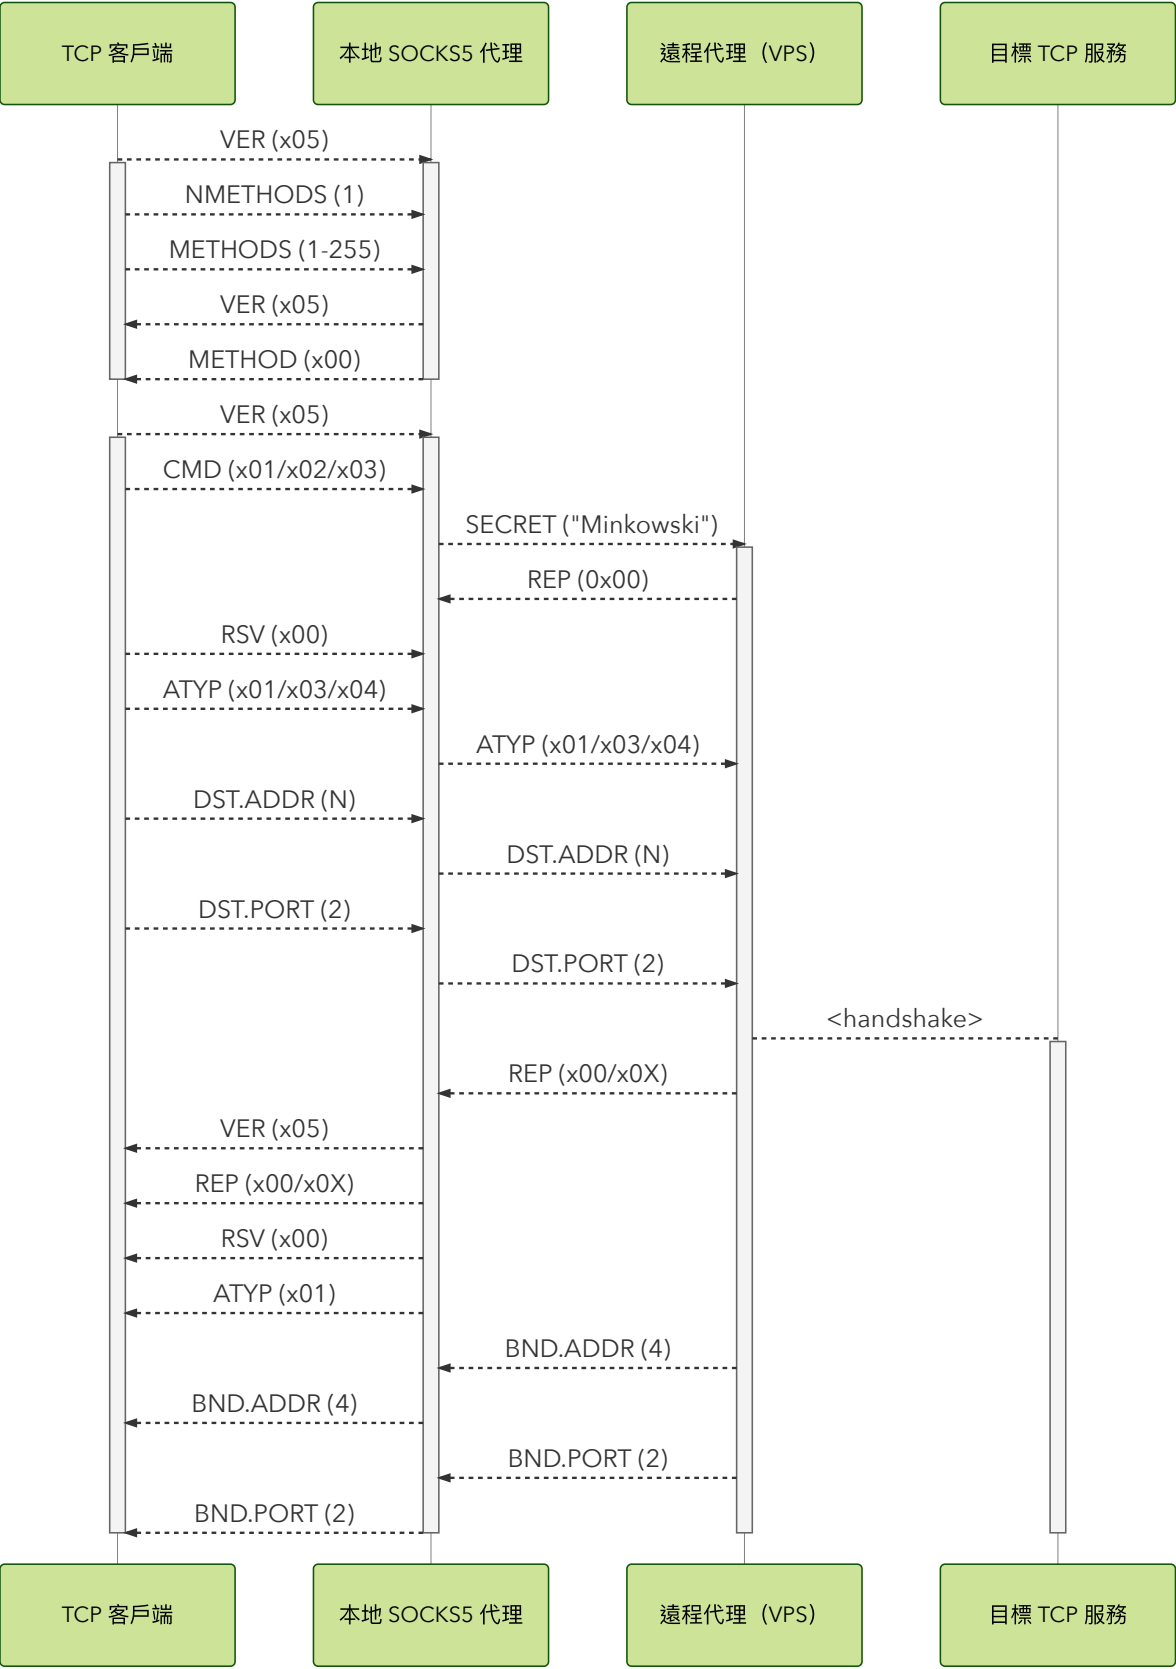 TCP 客戶端
本地 SOCKS5 代理
遠程代理（VPS）
目標 TCP 服務
VER (x05)
NMETHODS (1)
METHODS (1-255)
VER (x05)
METHOD (x00)
VER (x05)
CMD (x01/x02/x03)
SECRET ("Minkowski")
REP (0x00)
RSV (x00)
ATYP (x01/x03/x04)
ATYP (x01/x03/x04)
DST.ADDR (N)
DST.ADDR (N)
DST.PORT (2)
DST.PORT (2)
<handshake>
REP (x00/x0X)
VER (x05)
REP (x00/x0X)
RSV (x00)
ATYP (x01)
BND.ADDR (4)
BND.ADDR (4)
BND.PORT (2)
BND.PORT (2)
TCP 客戶端
本地 SOCKS5 代理
遠程代理（VPS）
目標 TCP 服務